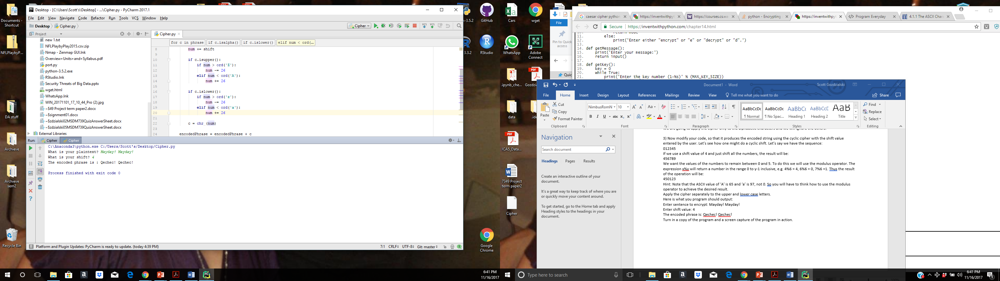 Documents - Shortcut
NFLPlaybyP...
DA stuff
Archieve
Archieve sem2
Recycle Bin
Desktop - [C:\Users\Scott's\Desktop] - ...\Cipher.py - PyCharm 2017.1
File Edit View Navigate Code Refactor Run Tools VCS Window Help
Desktop Cipher.py
Cipher
Project
Cipher.py
new 1.txt
NFLPlaybyPlay2015.csv.zip
Nmap - Zenmap GUI.lnk
Overview+Units+and+Syllabus.pdf
port.py
python-3.5.2.exe
RStudio.lnk
Security Threats of Big Data.pptx
wget.html
WhatsApp.lnk
WIN_20171101_17_10_44_Pro (2).jpg
~$49 Project term paper2.docx
~$signment01.docx
~$zdzialski02MSDM739QuizAnswerSheet.docx
~$zdzialski05MSDM739QuizAnswerSheet.docx
External Libraries
for c in phrase if c.isalpha() if c.islower() elif num < ord(...
8 num += shift
9
10 if c.isupper():
11 if num > ord('Z'):
12 num -= 26
13 elif num < ord('A'):
14 num += 26
15
16 if c.islower():
17 if num > ord('z'):
18 num -= 26
19 elif num < ord('a'):
20 num += 26
21
22 c = chr (num)
23
24 encodedPhrase = encodedPhrase + c
Run: Cipher Cipher
C:\Anaconda3\python.exe C:/Users/Scott's/Desktop/Cipher.py
What is your plaintext? Mayday! Mayday!
What is your shift? 4
The encoded phrase is : Qechec! Qechec!
Process finished with exit code 0
Platform and Plugin Updates: PyCharm is ready to update. (today 4:39 PM)
7:1 CRLF UTF-8 Git: master
1
n-3.5.2
GitHub
3.3.2
RStudio
Google Chrome
6:41 PM
11/16/2017
Cars
wget
WhatsApp
Adobe Connect
.ipynb_che...
Gozdzia
data
.ide
ICA5_Data...
7349 Project term paper2
Cipher
File
Pin to Quick access
Quic
caesar cipher python
https://inventwithpyt
https://courses.cs.wa
python - Encrypting
https://inventwithpyt
Program Everyday
4.1.1 The ASCII Chara
Secure https://inventwithpython.com/chapter14.html
10. return mode
11. else:
12. print('Enter either "encrypt" or "e" or "decrypt" or "d".')
13.
14. def getMessage():
15. print('Enter your message:')
16. return input()
17.
18. def getKey():
19. key = 0
20. while True:
21. print('Enter the key number (1-%s)' % (MAX_KEY_SIZE))
Document1 - Word
Scott Gozdzialski
File Home Insert Design Layout References Mailings Review View Tell me what you want to do Share
Paste
Cut
Copy
Format Painter
Clipboard
NimbusRomN 10
Font
Paragraph
AaBbCcDc AaBbCcDc AaBbCc AaBbCcD AaB
¶ Normal ¶ No Spac... Heading 1 Heading 2 Title
Styles
Find
Replace
Select
Editing
Navigation
Search document
Headings Pages Results
Create an interactive outline of your document.
It's a great way to keep track of where you are or quickly move your content around.
To get started, go to the Home tab and apply Heading styles to the headings in your document.
We are going to apply the cipher only to the alphabetic characters and we will ignore the others.
3) Now modify your code, so that it produces the encoded string using the cyclic cipher with the shift value
entered by the user. Let's see how one might do a cyclic shift. Let's say we have the sequence:
012345
If we use a shift value of 4 and just shift all the numbers, the result will be:
456789
We want the values of the numbers to remain between 0 and 5. To do this we will use the modulus operator. The
expression x%y will return a number in the range 0 to y-1 inclusive, e.g. 4%6 = 4, 6%6 = 0, 7%6 =1. Thus the result
of the operation will be:
450123
Hint: Note that the ASCII value of 'A' is 65 and 'a' is 97, not 0. So you will have to think how to use the modulus
operator to achieve the desired result.
Apply the cipher separately to the upper and lower case letters.
Here is what you program should output:
Enter sentence to encrypt: Mayday! Mayday!
Enter shift value: 4
The encoded phrase is: Qechec! Qechec!
Turn in a copy of the program and a screen capture of the program in action.
Type here to search
6:41 PM
11/16/2017